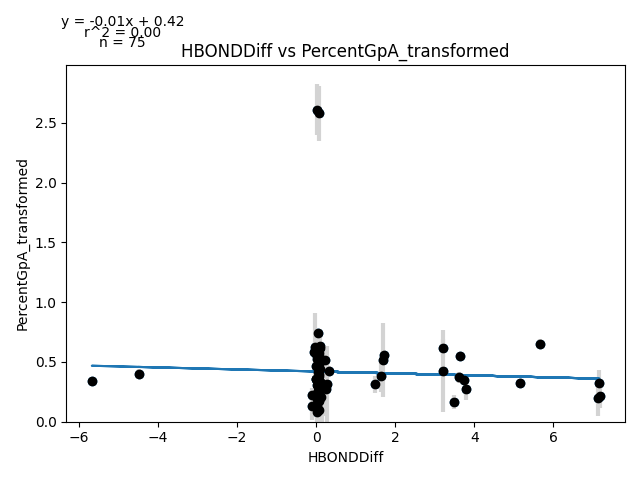 y = -0.01x + 0.42
r^2 = 0.00
n = 75
HBONDDiff vs PercentGpA_transformed
PercentGpA_transformed
2.5
2.0
1.5
1.0
0.5
0.0
−6
−4
−2
0
2
4
6
HBONDDiff